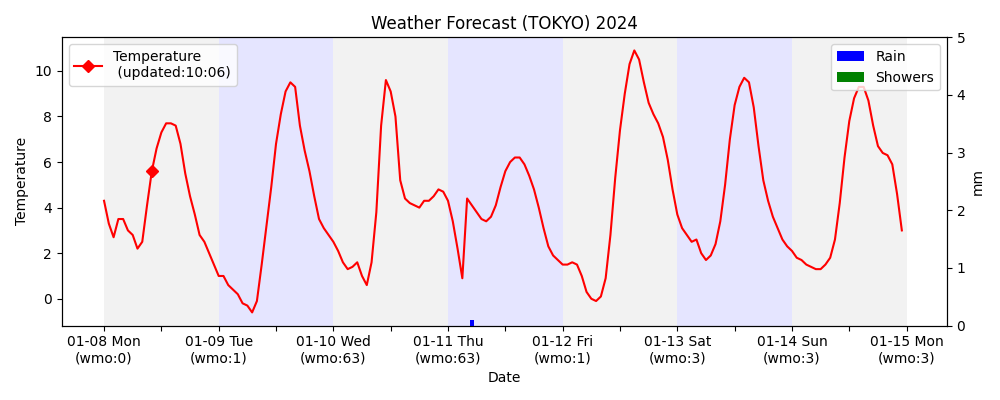 Weather Forecast (TOKYO) 2024
Temperature
(updated:10:06)
Rain
Showers
Temperature
10
8
6
4
2
0
5
4
3
2
1
0
mm
01-08 Mon
(wmo:0)
01-09 Tue
(wmo:1)
01-10 Wed
(wmo:63)
01-11 Thu
(wmo:63)
01-12 Fri
(wmo:1)
01-13 Sat
(wmo:3)
01-14 Sun
(wmo:3)
01-15 Mon
(wmo:3)
Date